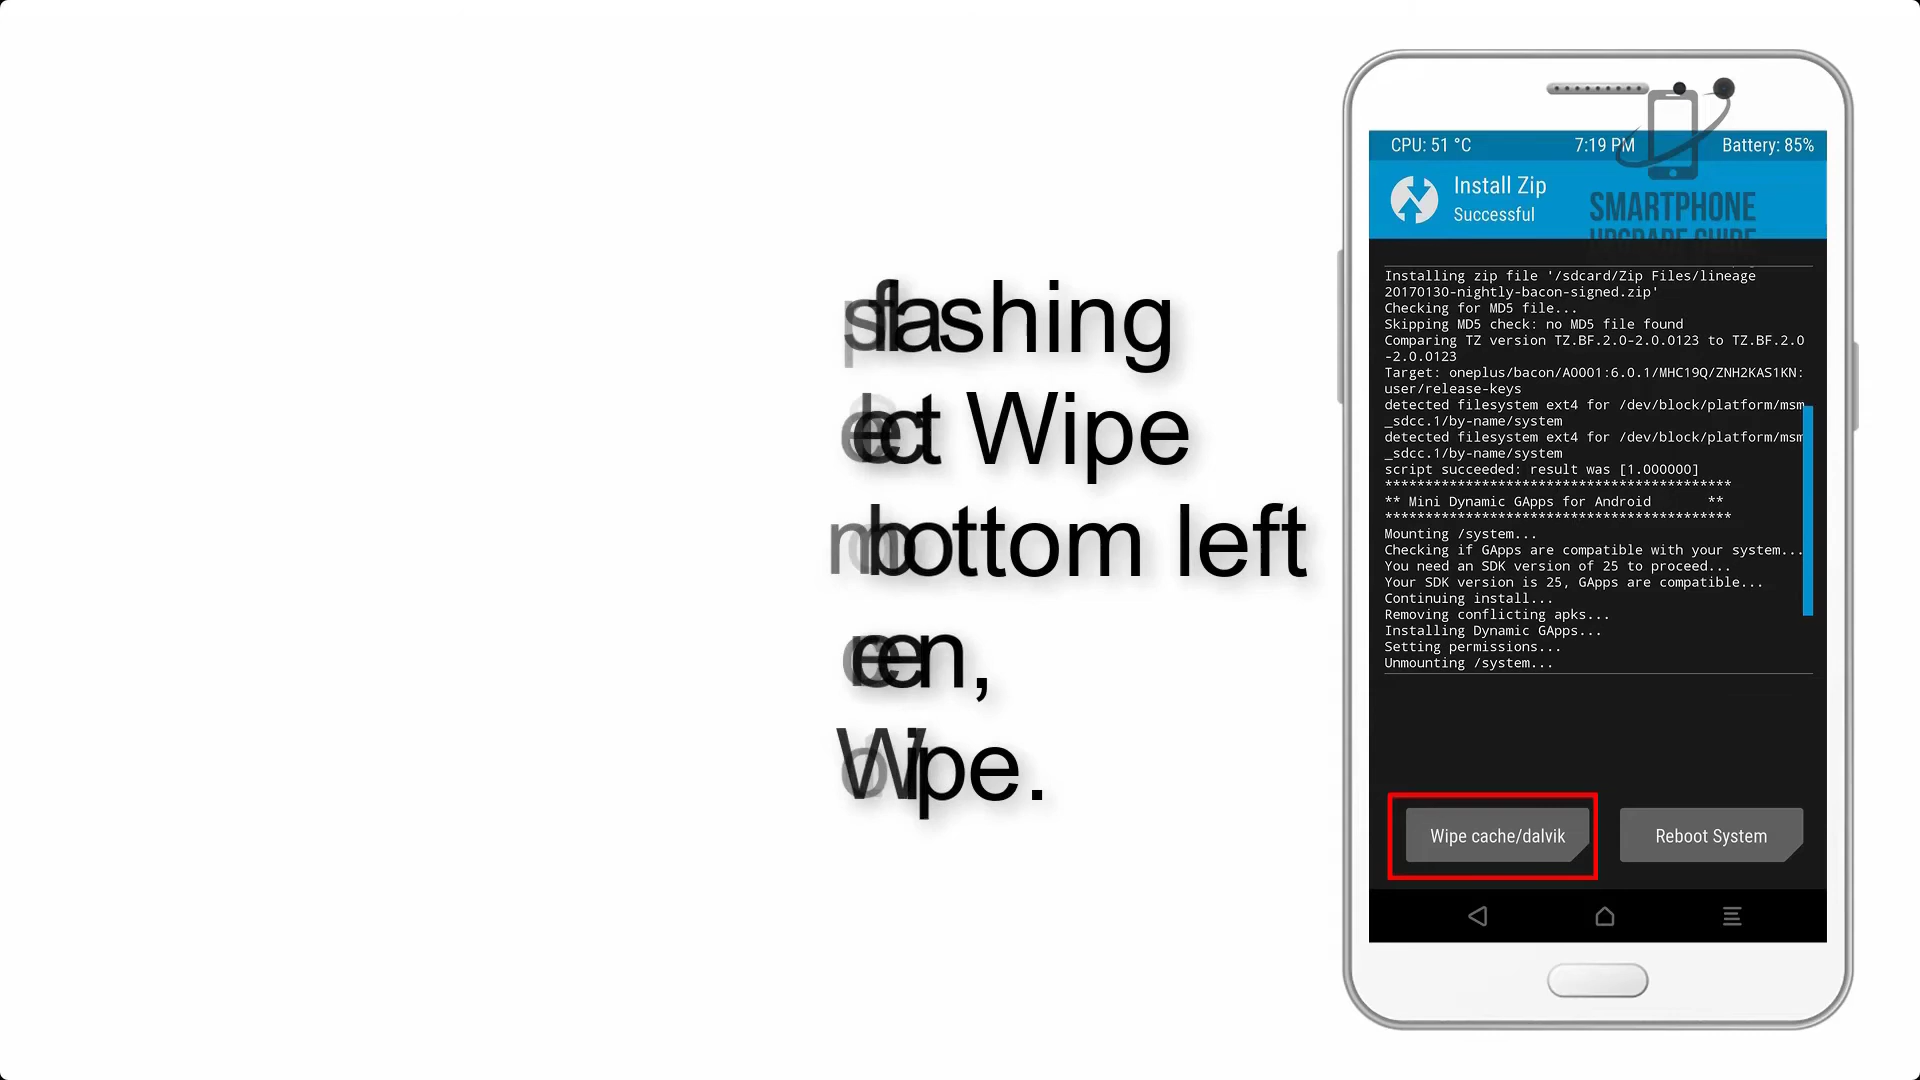 flashing
Wipe
bottom left
Wipe.
CPU: 51 °C
7:19 PM
Battery: 85%
Install Zip
Successful
SMARTPHONE
UPGRADE GUIDE
Installing zip file '/sdcard/Zip Files/lineage
20170130-nightly-bacon-signed.zip'
Checking for MD5 file...
Skipping MD5 check: no MD5 file found
Comparing TZ version TZ.BF.2.0-2.0.0123 to TZ.BF.2.0
-2.0.0123
Target: oneplus/bacon/A0001:6.0.1/MHC19Q/ZNH2KAS1KN:
user/release-keys
detected filesystem ext4 for /dev/block/platform/msm
_sdcc.1/by-name/system
detected filesystem ext4 for /dev/block/platform/msm
_sdcc.1/by-name/system
script succeeded: result was [1.000000]
******************************************
** Mini Dynamic GApps for Android **
******************************************
Mounting /system...
Checking if GApps are compatible with your system...
You need an SDK version of 25 to proceed...
Your SDK version is 25, GApps are compatible...
Continuing install...
Removing conflicting apks...
Installing Dynamic GApps...
Setting permissions...
Unmounting /system...
Wipe cache/dalvik
Reboot System